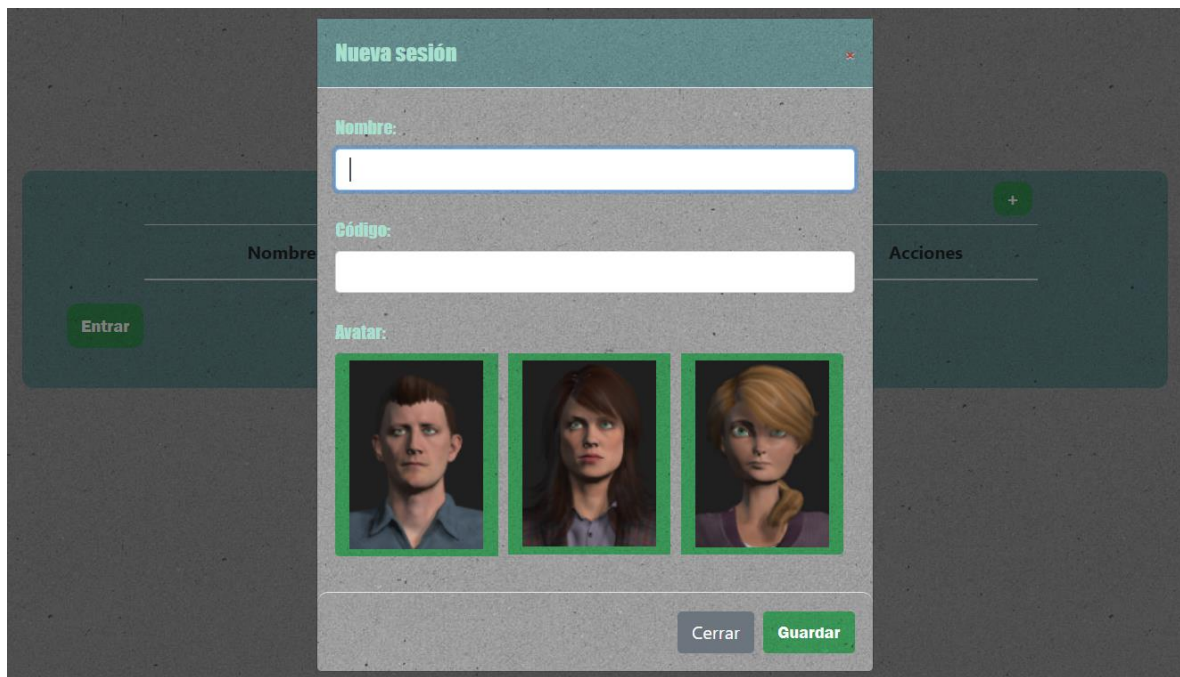 Nueva sesión ×
Nombre:
+
Código:
Nombre Acciones
Entrar
Avatar:
Cerrar Guardar